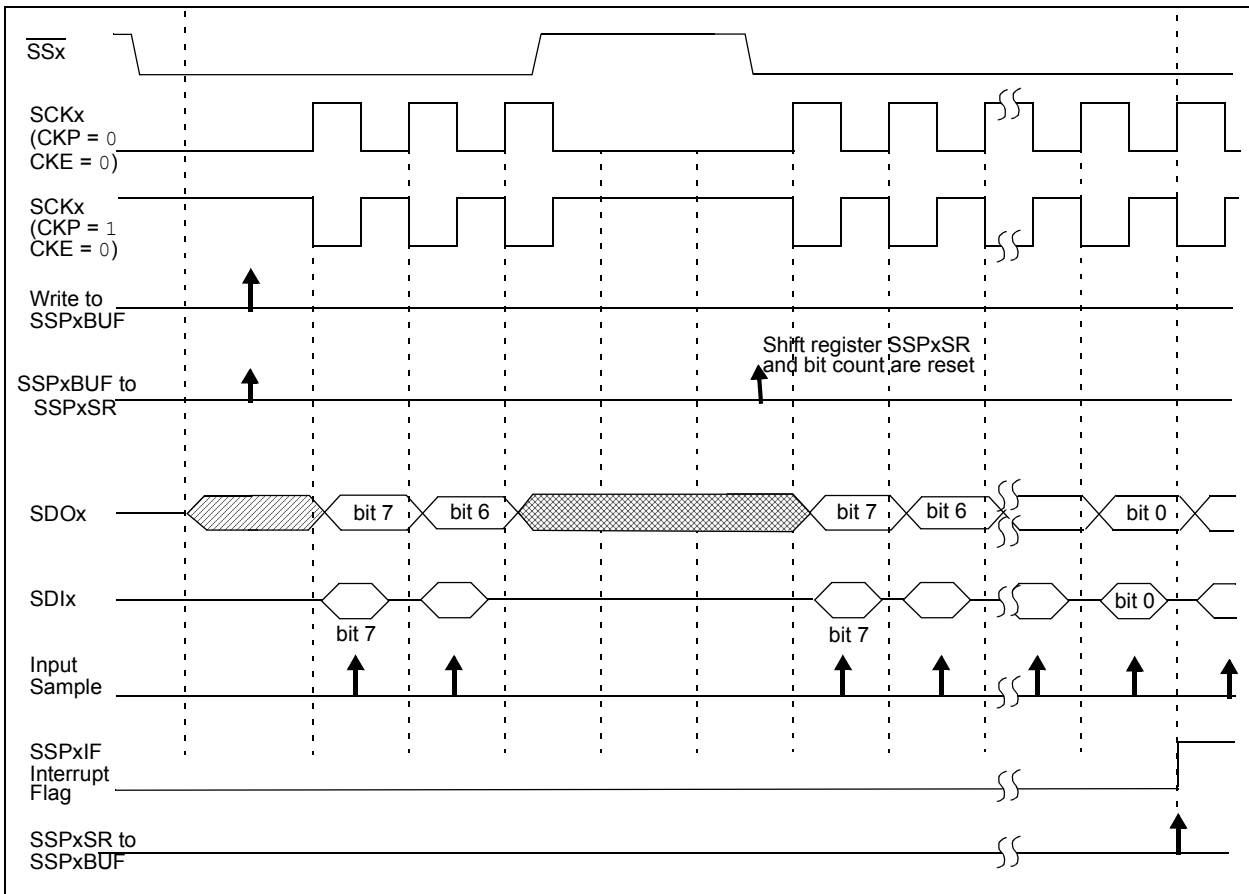 SSx
SCKx
(CKP = 0
CKE = 0)
SCKx
(CKP = 1
CKE = 0)
Write to
SSPxBUF
Shift register SSPxSR
and bit count are reset
SSPxBUF to
SSPxSR
SDOx
bit 7
bit 6
bit 7
bit 6
bit 0
SDIx
bit 0
bit 7
bit 7
Input
Sample
SSPxIF
Interrupt
Flag
SSPxSR to
SSPxBUF